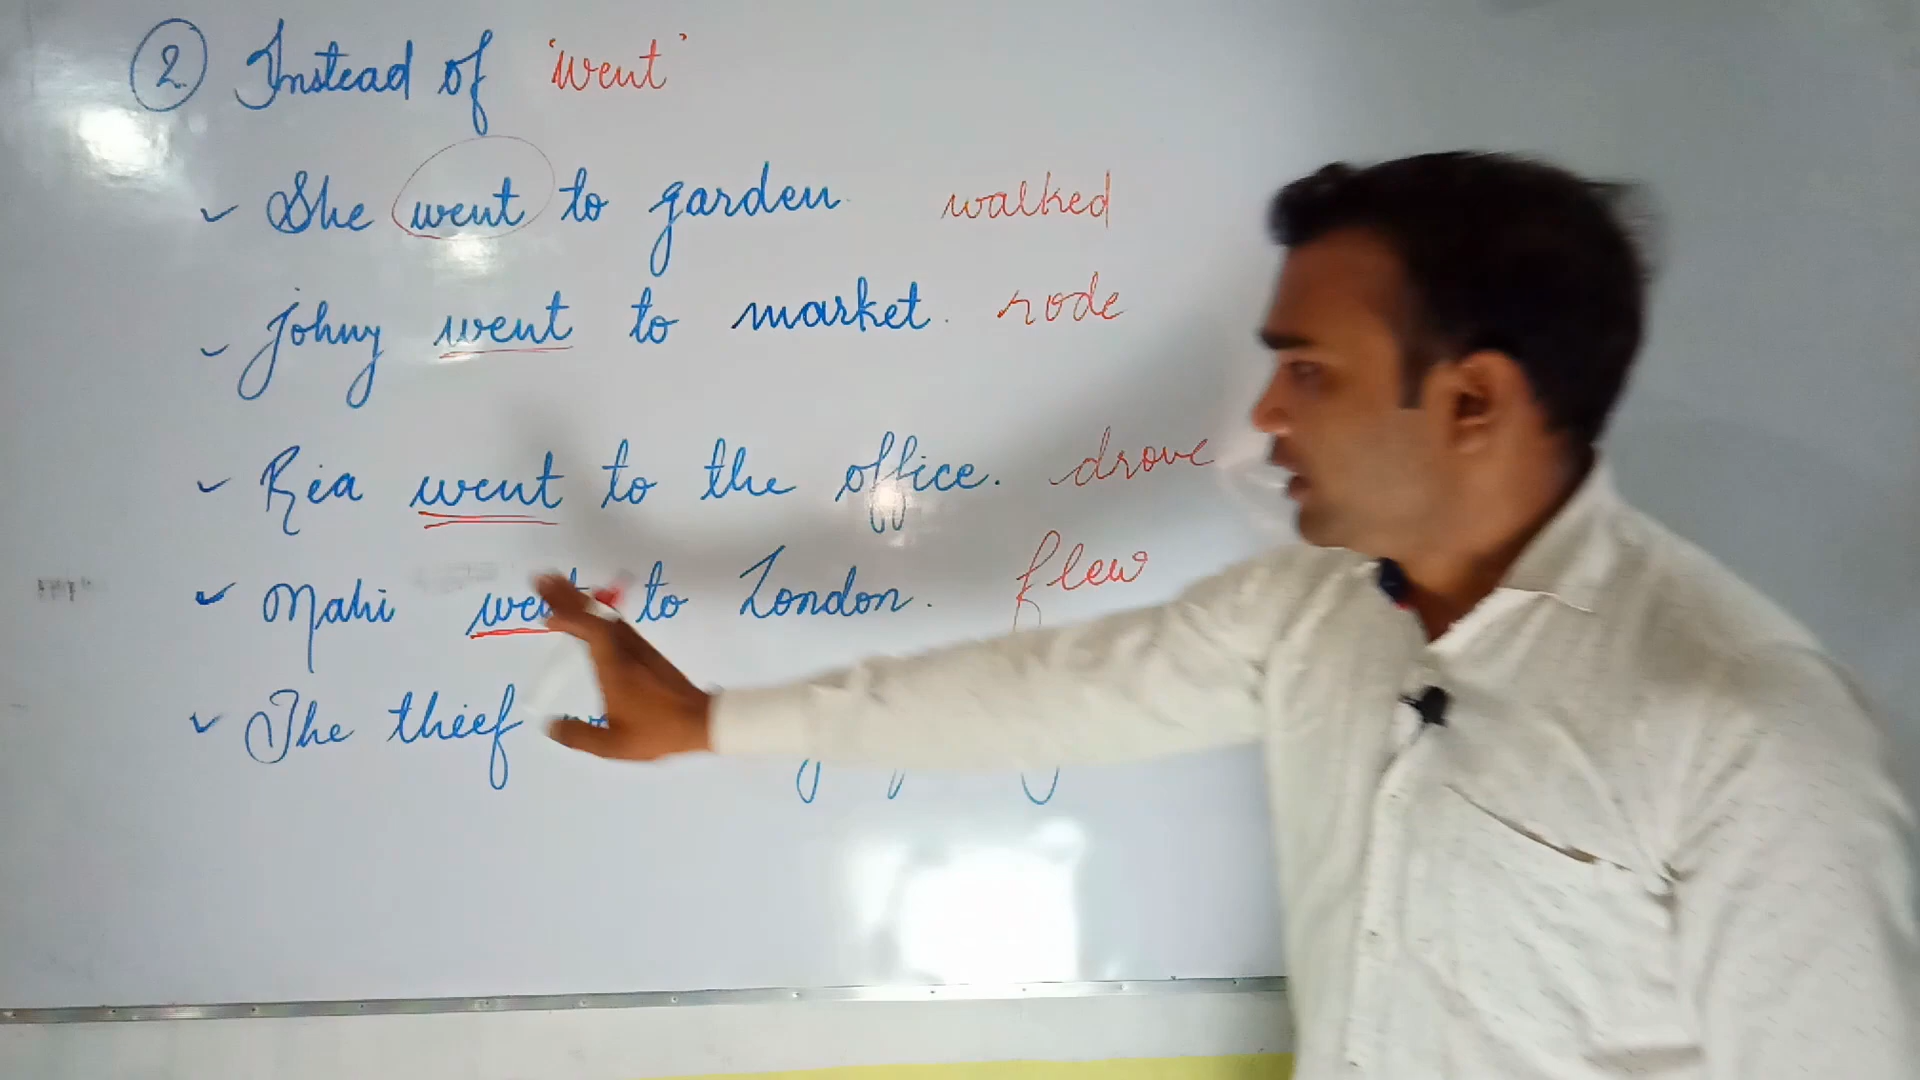 2 Instead of 'went'
She went to garden. walked
Johny went to market. rode
Ria went to the office. drove
Mahi went to London. flew
The thief